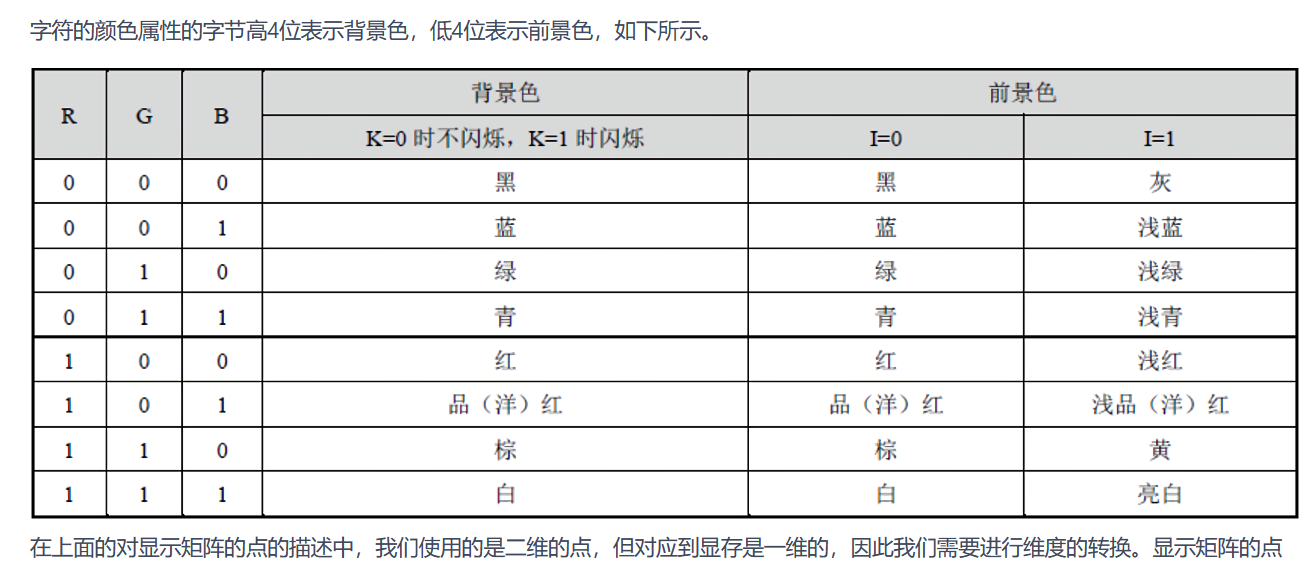 字符的颜色属性的字节高4位表示背景色，低4位表示前景色，如下所示。
R G B 背景色 前景色
K=0 时不闪烁，K=1 时闪烁 I=0 I=1
0 0 0 黑 黑 灰
0 0 1 蓝 蓝 浅蓝
0 1 0 绿 绿 浅绿
0 1 1 青 青 浅青
1 0 0 红 红 浅红
1 0 1 品（洋）红 品（洋）红 浅品（洋）红
1 1 0 棕 棕 黄
1 1 1 白 白 亮白
在上面的对显示矩阵的点的描述中，我们使用的是二维的点，但对应到显存是一维的，因此我们需要进行维度的转换。显示矩阵的点